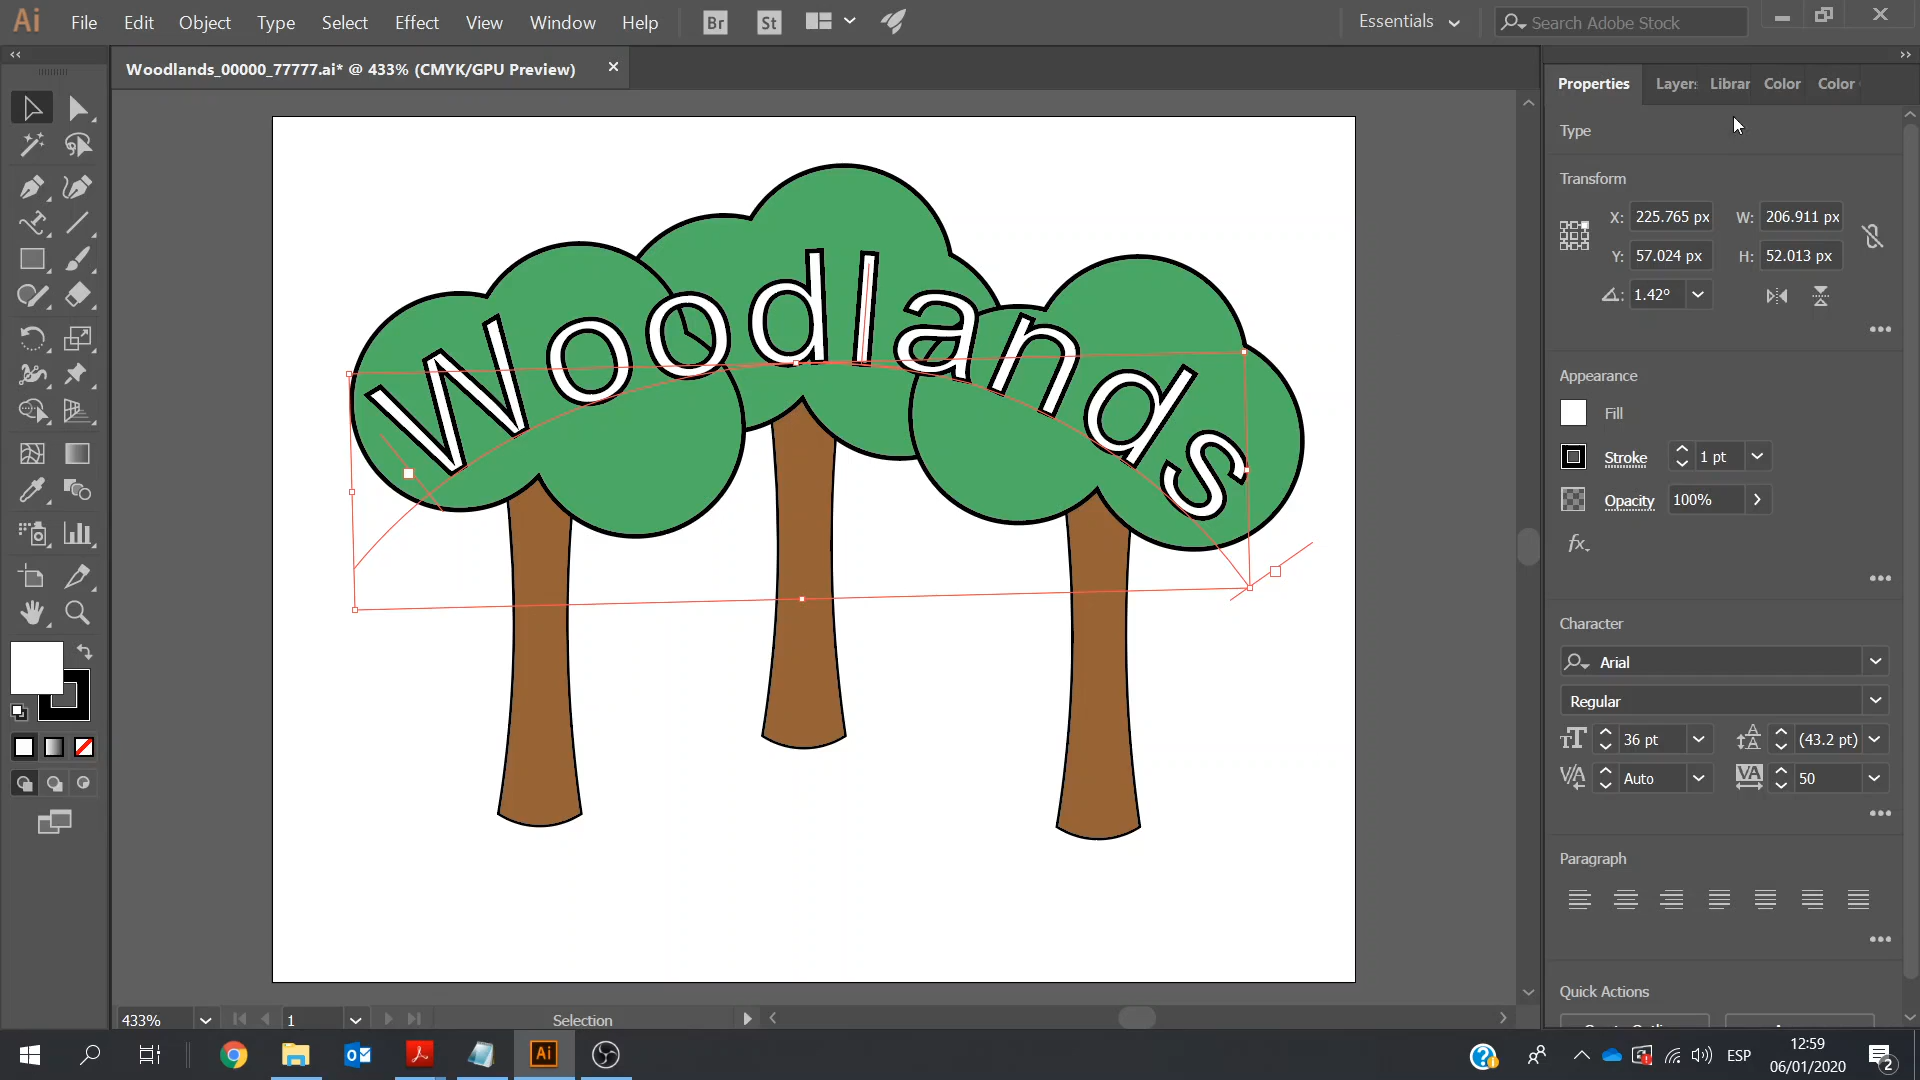 Ai File Edit Object Type Select Effect View Window Help Br St Essentials Search Adobe Stock
Woodlands_00000_77777.ai* @ 433% (CMYK/GPU Preview)
Properties Layers Librar Color Color
Type
Transform
X: 225.765 px W: 206.911 px
Y: 57.024 px H: 52.013 px
1.42°
Appearance
Fill
Stroke 1 pt
Opacity 100%
fx
Character
Arial
Regular
36 pt (43.2 pt)
Auto 50
Paragraph
Quick Actions
Woodlands
433% 1 Selection
Ai ESP 12:59
06/01/2020 2